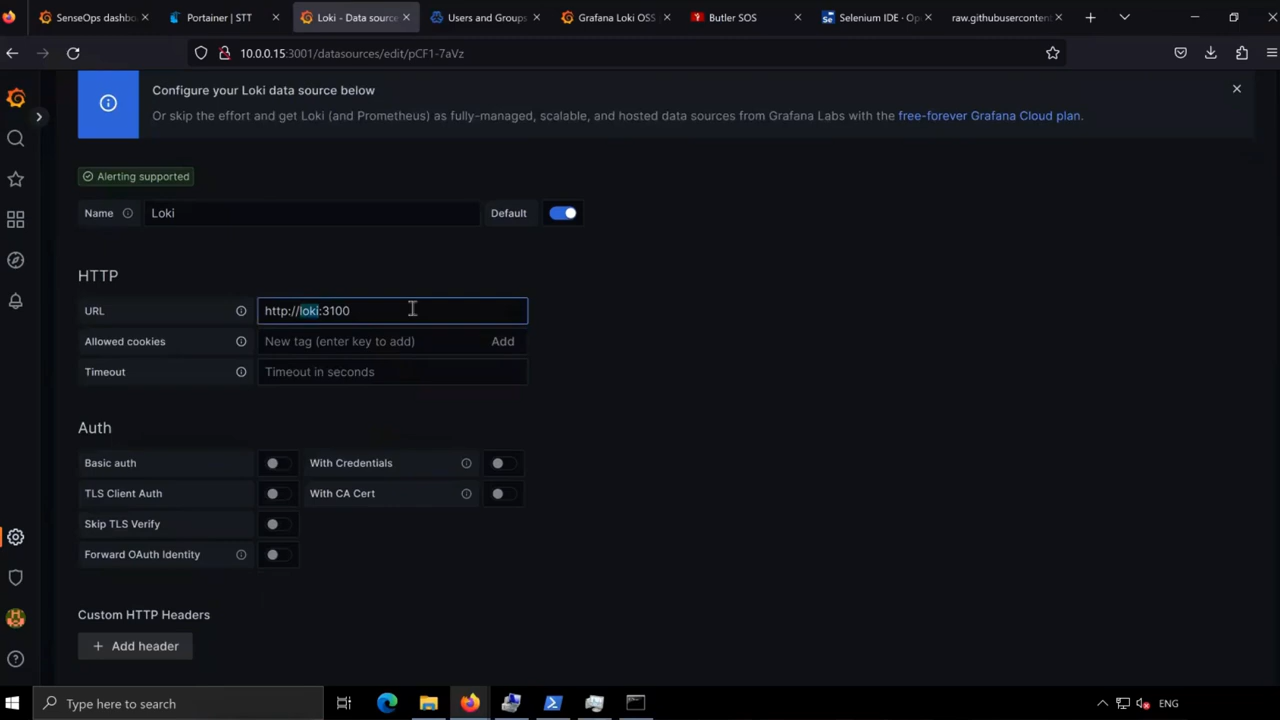 SenseOps dashbo
Portainer | STT
Loki - Data source
Users and Groups
Grafana Loki OSS
Butler SOS
Selenium IDE · Op
raw.githubusercontent
10.0.0.15:3001/datasources/edit/pCF1-7aVz
Configure your Loki data source below
Or skip the effort and get Loki (and Prometheus) as fully-managed, scalable, and hosted data sources from Grafana Labs with the free-forever Grafana Cloud plan.
Alerting supported
Name Loki Default
HTTP
URL http://loki:3100
Allowed cookies New tag (enter key to add) Add
Timeout Timeout in seconds
Auth
Basic auth With Credentials
TLS Client Auth With CA Cert
Skip TLS Verify
Forward OAuth Identity
Custom HTTP Headers
+ Add header
Type here to search
ENG